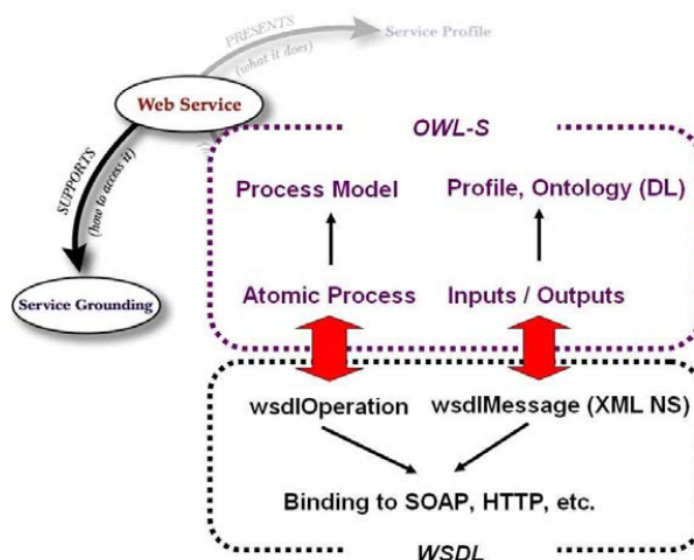 PRESENTS
(what it does)
Service Profile
Web Service
SUPPORTS
(how to access it)
Service Grounding
OWL-S
Process Model
Profile, Ontology (DL)
Atomic Process
Inputs / Outputs
wsdlOperation
wsdlMessage (XML NS)
Binding to SOAP, HTTP, etc.
WSDL